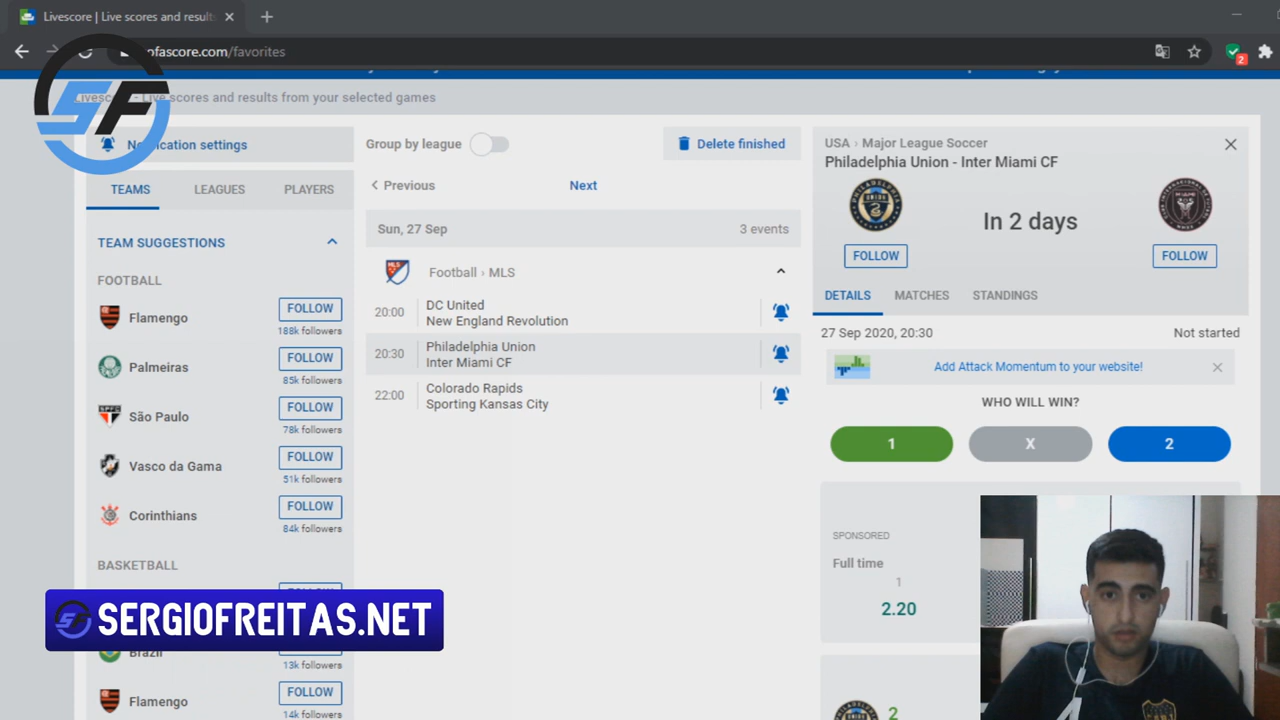 Livescore | Live scores and result
ofascore.com/favorites
2
SF
Livescore - Live scores and results from your selected games
Notification settings
TEAMS
LEAGUES
PLAYERS
TEAM SUGGESTIONS
FOOTBALL
Flamengo
FOLLOW
188k followers
Palmeiras
FOLLOW
85k followers
São Paulo
FOLLOW
78k followers
Vasco da Gama
FOLLOW
51k followers
Corinthians
FOLLOW
84k followers
BASKETBALL
SF SERGIOFREITAS.NET
Brazil
13k followers
Flamengo
FOLLOW
14k followers
Group by league
Delete finished
Previous
Next
Sun, 27 Sep
3 events
Football › MLS
20:00
DC United
New England Revolution
20:30
Philadelphia Union
Inter Miami CF
22:00
Colorado Rapids
Sporting Kansas City
USA › Major League Soccer
Philadelphia Union - Inter Miami CF
In 2 days
FOLLOW
FOLLOW
DETAILS
MATCHES
STANDINGS
27 Sep 2020, 20:30
Not started
Add Attack Momentum to your website!
WHO WILL WIN?
1
X
2
SPONSORED
Full time
1
2.20
2